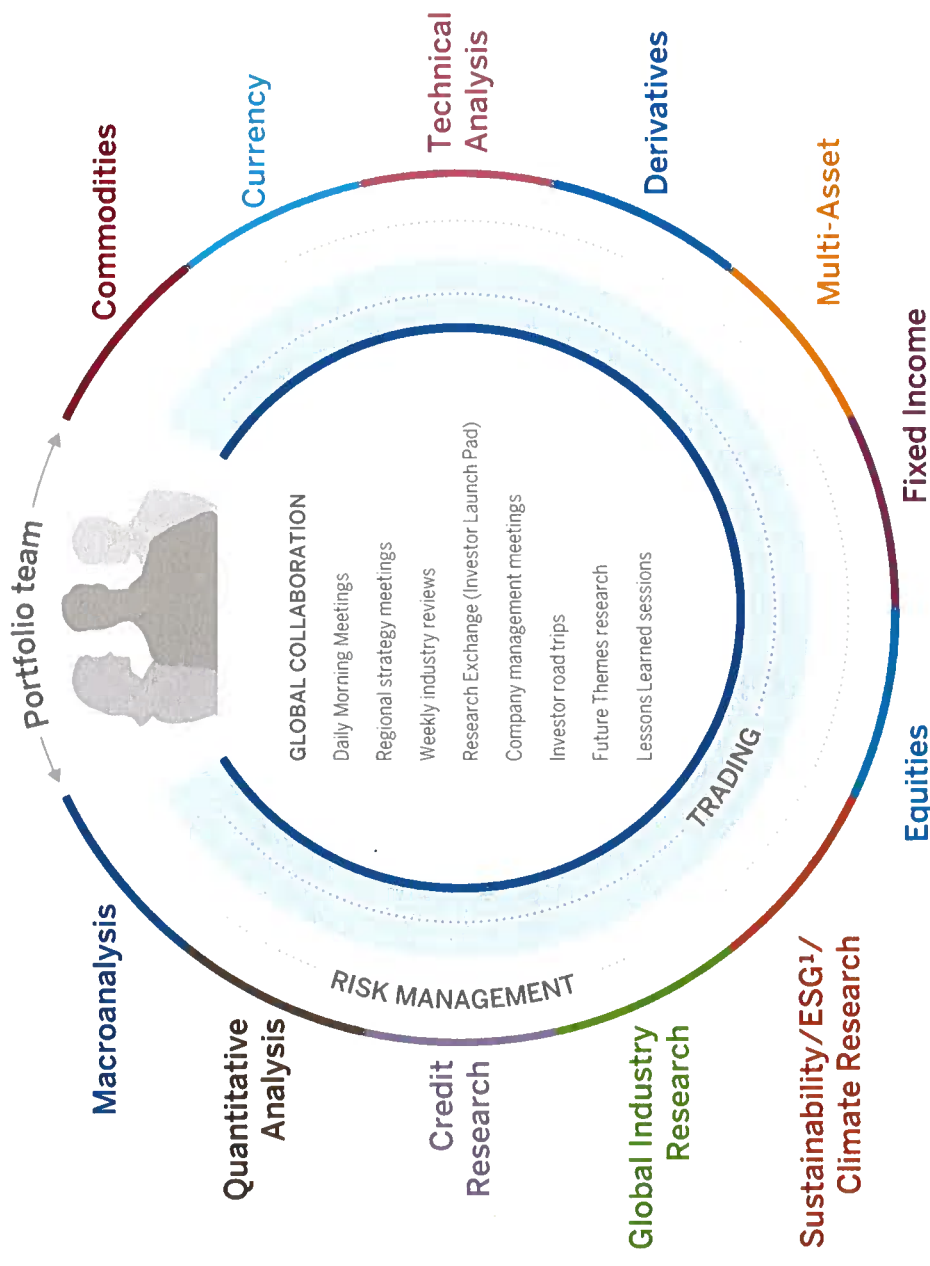 Portfolio team
Commodities
Currency
Technical
Analysis
Derivatives
Multi-Asset
Fixed Income
Equities
Sustainability/ESG¹/
Climate Research
Global Industry
Research
Credit
Research
Quantitative
Analysis
Macroanalysis
RISK MANAGEMENT
TRADING
GLOBAL COLLABORATION
Daily Morning Meetings
Regional strategy meetings
Weekly industry reviews
Research Exchange (Investor Launch Pad)
Company management meetings
Investor road trips
Future Themes research
Lessons Learned sessions